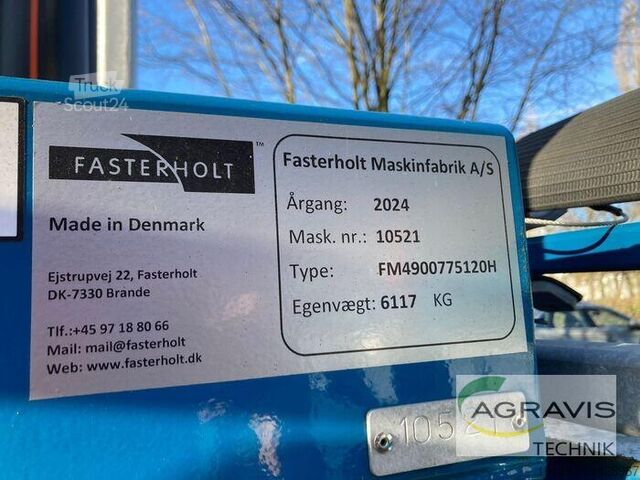 Truck
Scout24
FASTERHOLT™
Made in Denmark
Ejstrupvej 22, Fasterholt
DK-7330 Brande
Tlf.:+45 97 18 80 66
Mail: mail@fasterholt
Web: www.fasterholt.dk
Fasterholt Maskinfabrik A/S
Årgang: 2024
Mask. nr.: 10521
Type: FM4900775120H
Egenvægt: 6117 KG
10521
AGRAVIS
TECHNIK